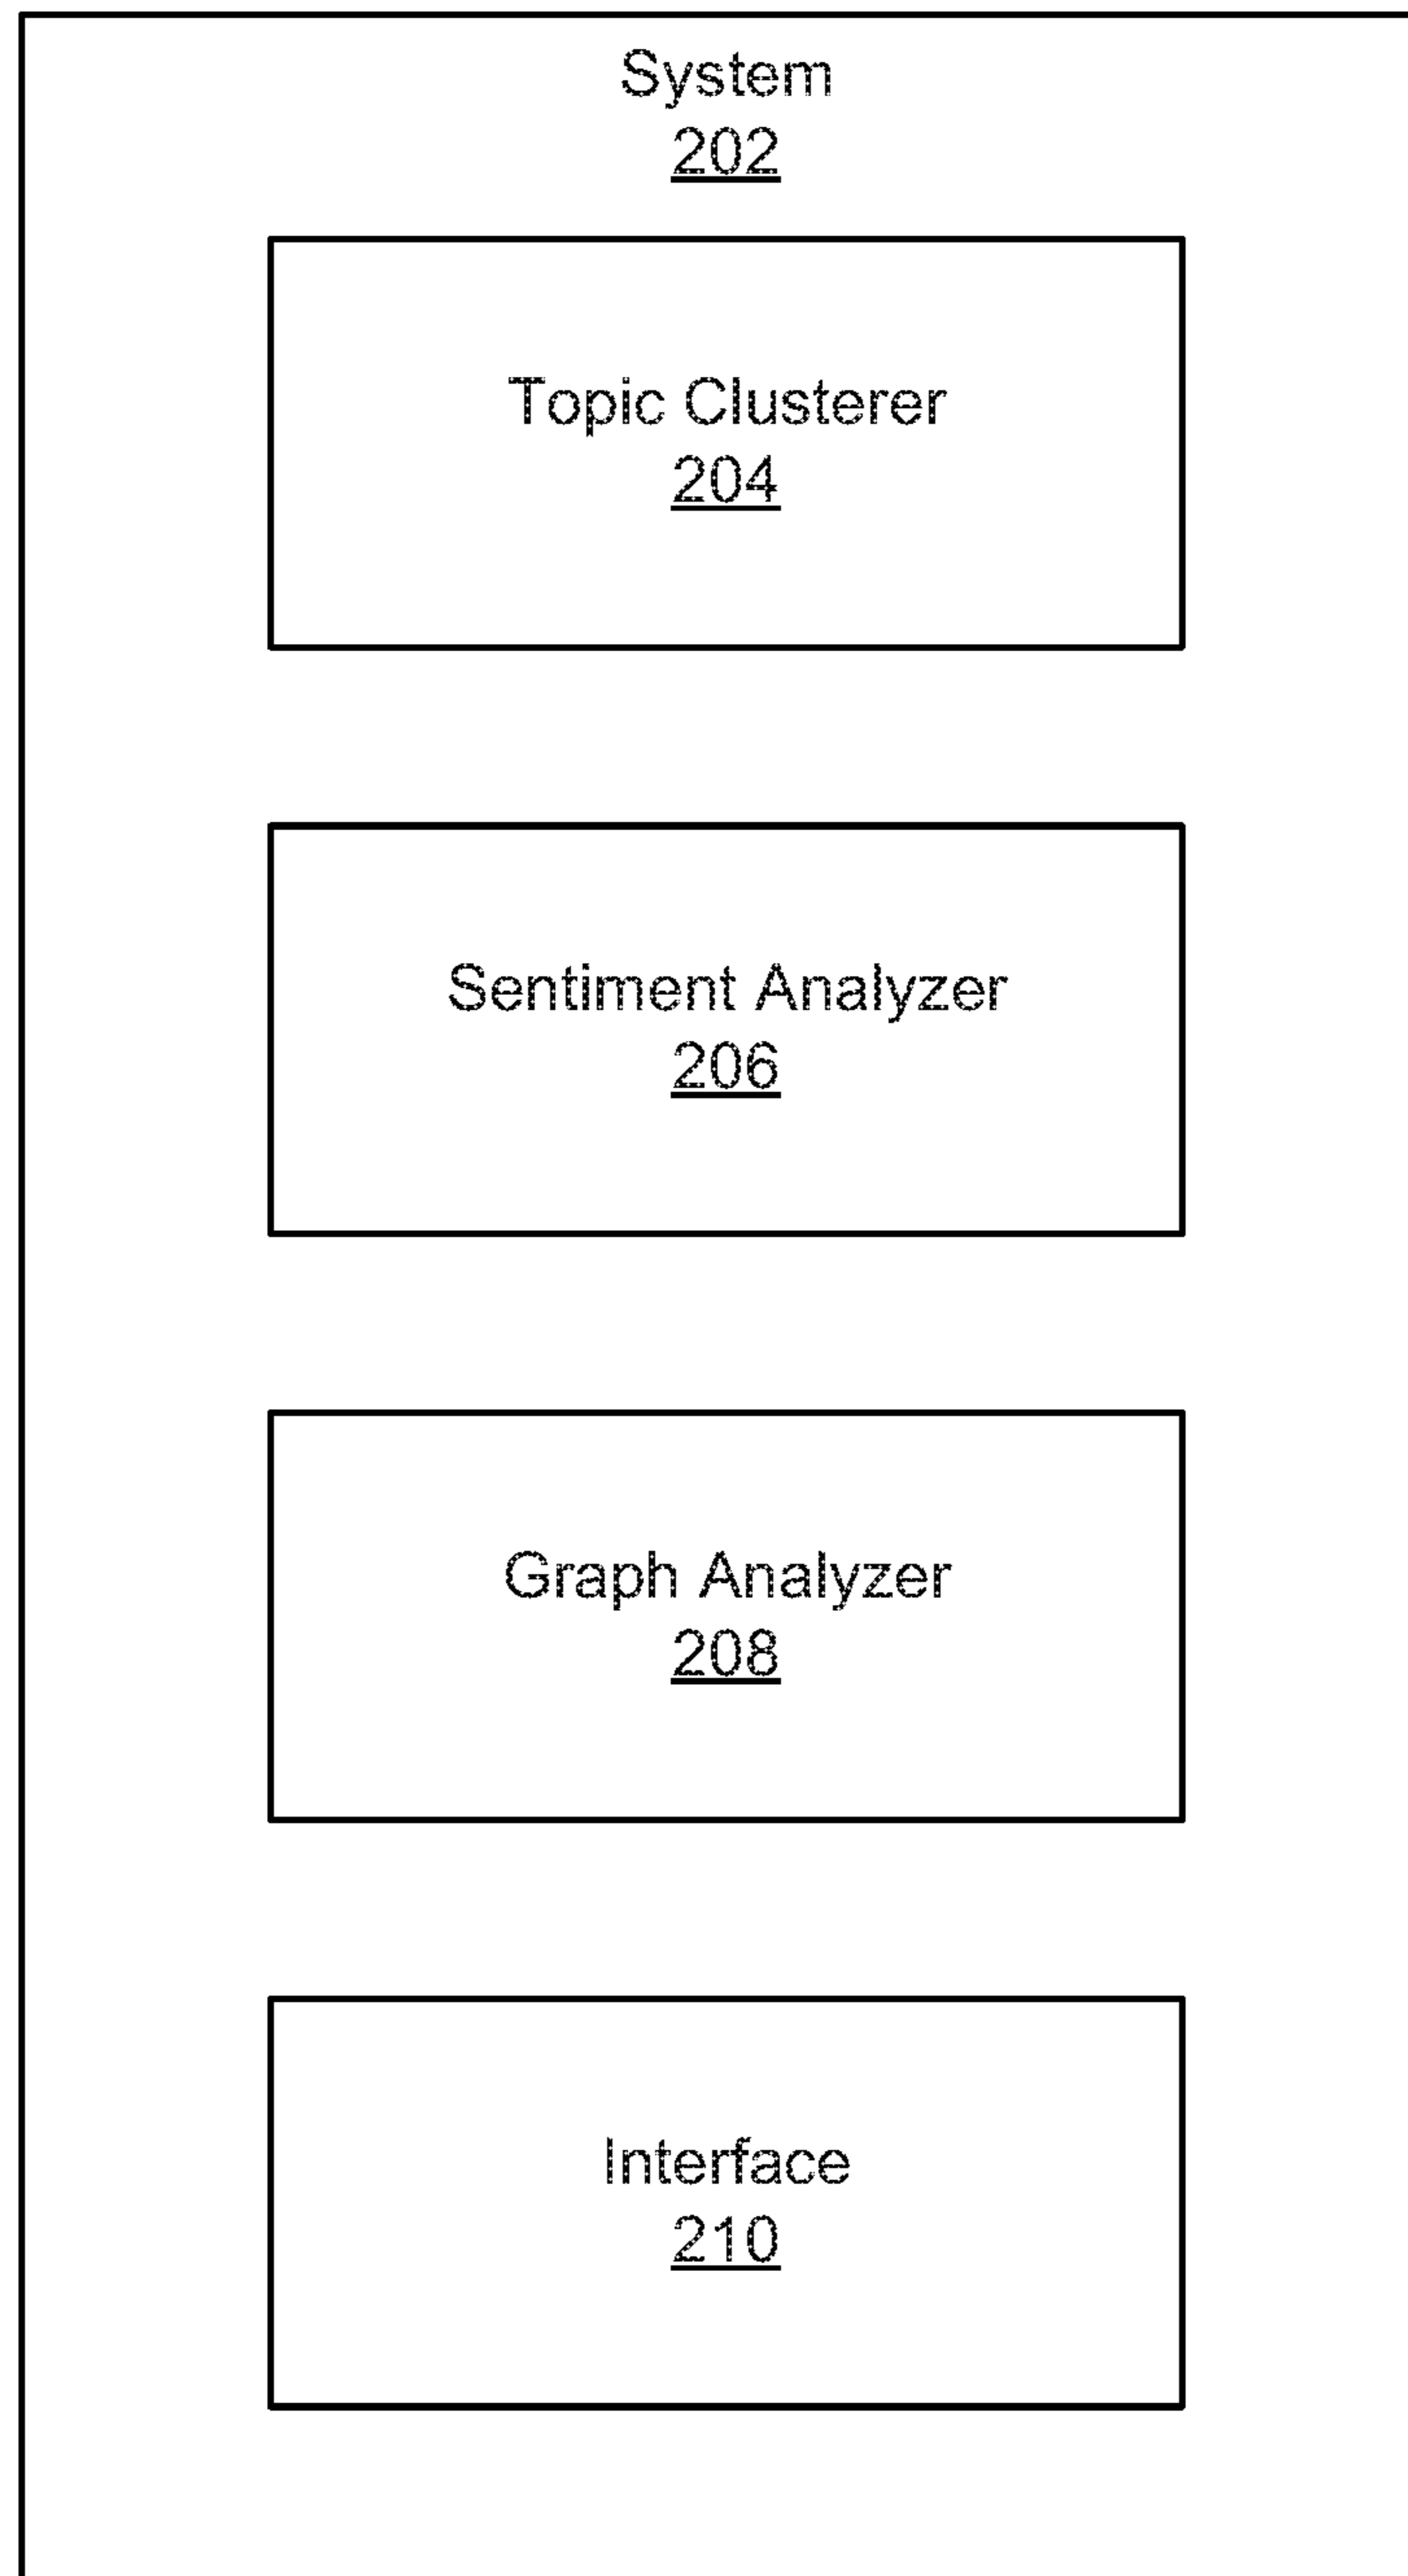 System
202
Topic Clusterer
204
Sentiment Analyzer
206
Graph Analyzer
208
Interface
210